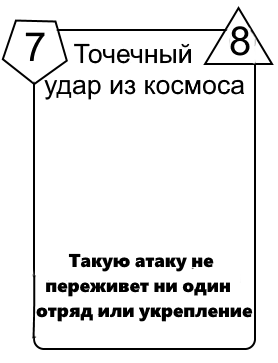 7
Точечный
8
удар из космоса
Такую атаку не
переживет ни один
отряд или укрепление